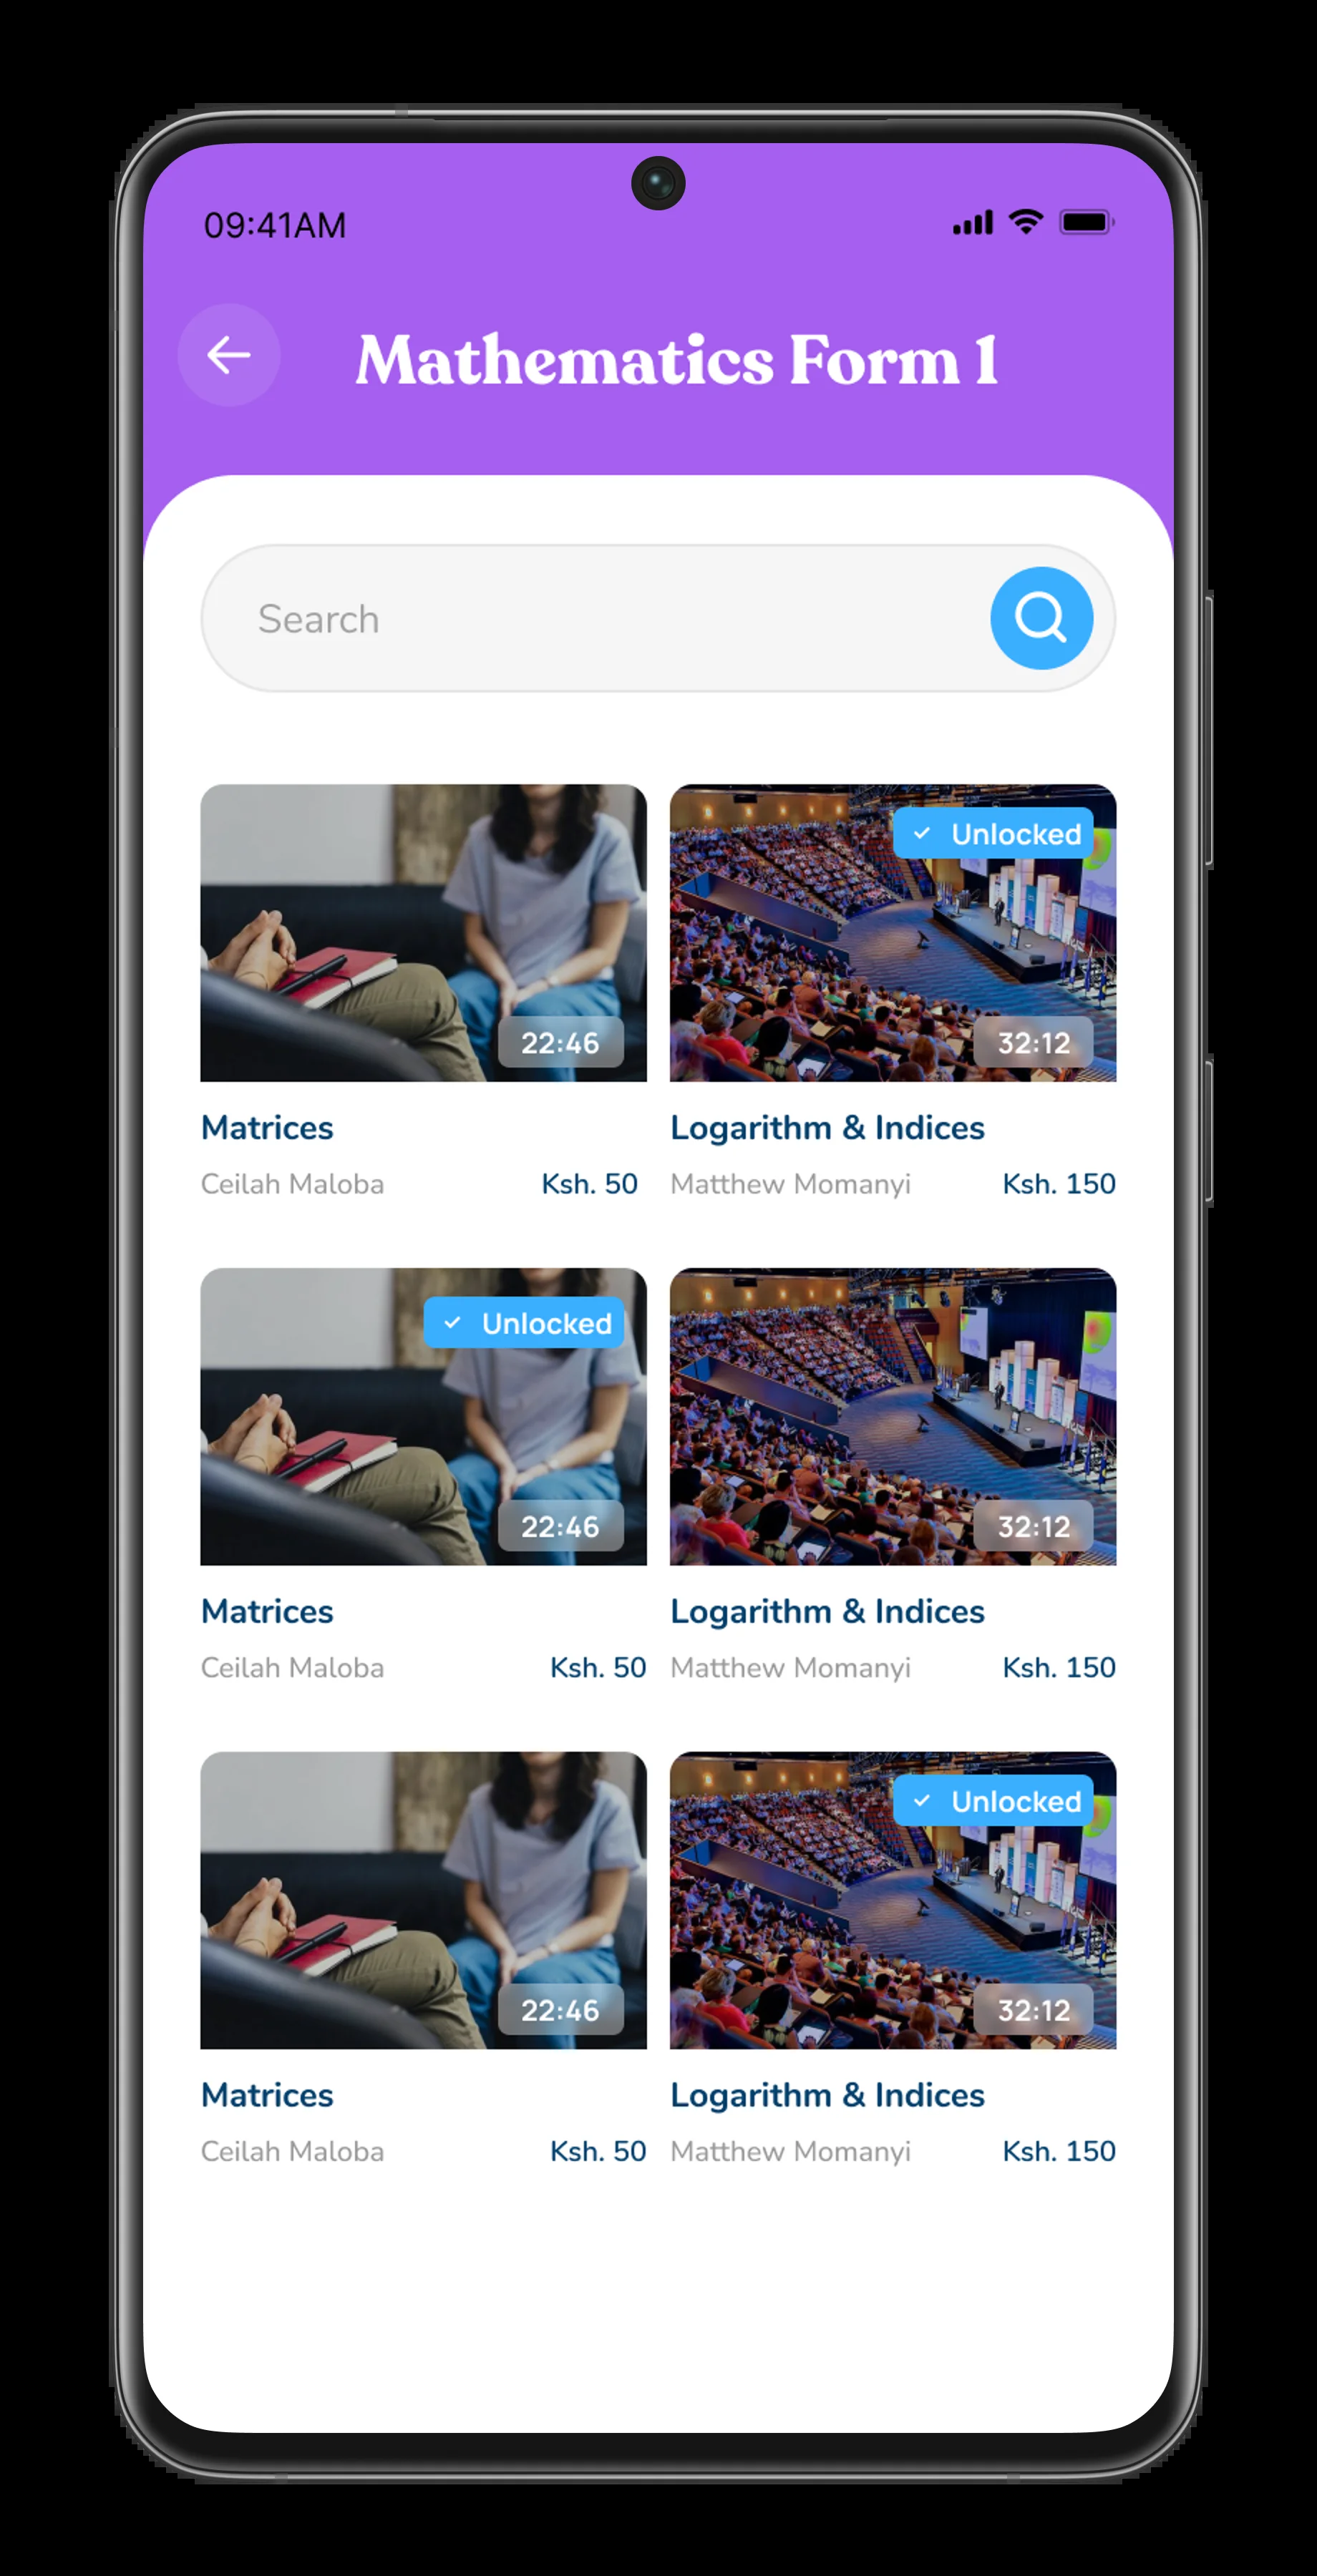 09:41AM
Mathematics Form 1
Search
Unlocked
22:46
32:12
Matrices
Logarithm & Indices
Ceilah Maloba
Ksh. 50
Matthew Momanyi
Ksh. 150
Unlocked
22:46
32:12
Matrices
Logarithm & Indices
Ceilah Maloba
Ksh. 50
Matthew Momanyi
Ksh. 150
Unlocked
22:46
32:12
Matrices
Logarithm & Indices
Ceilah Maloba
Ksh. 50
Matthew Momanyi
Ksh. 150